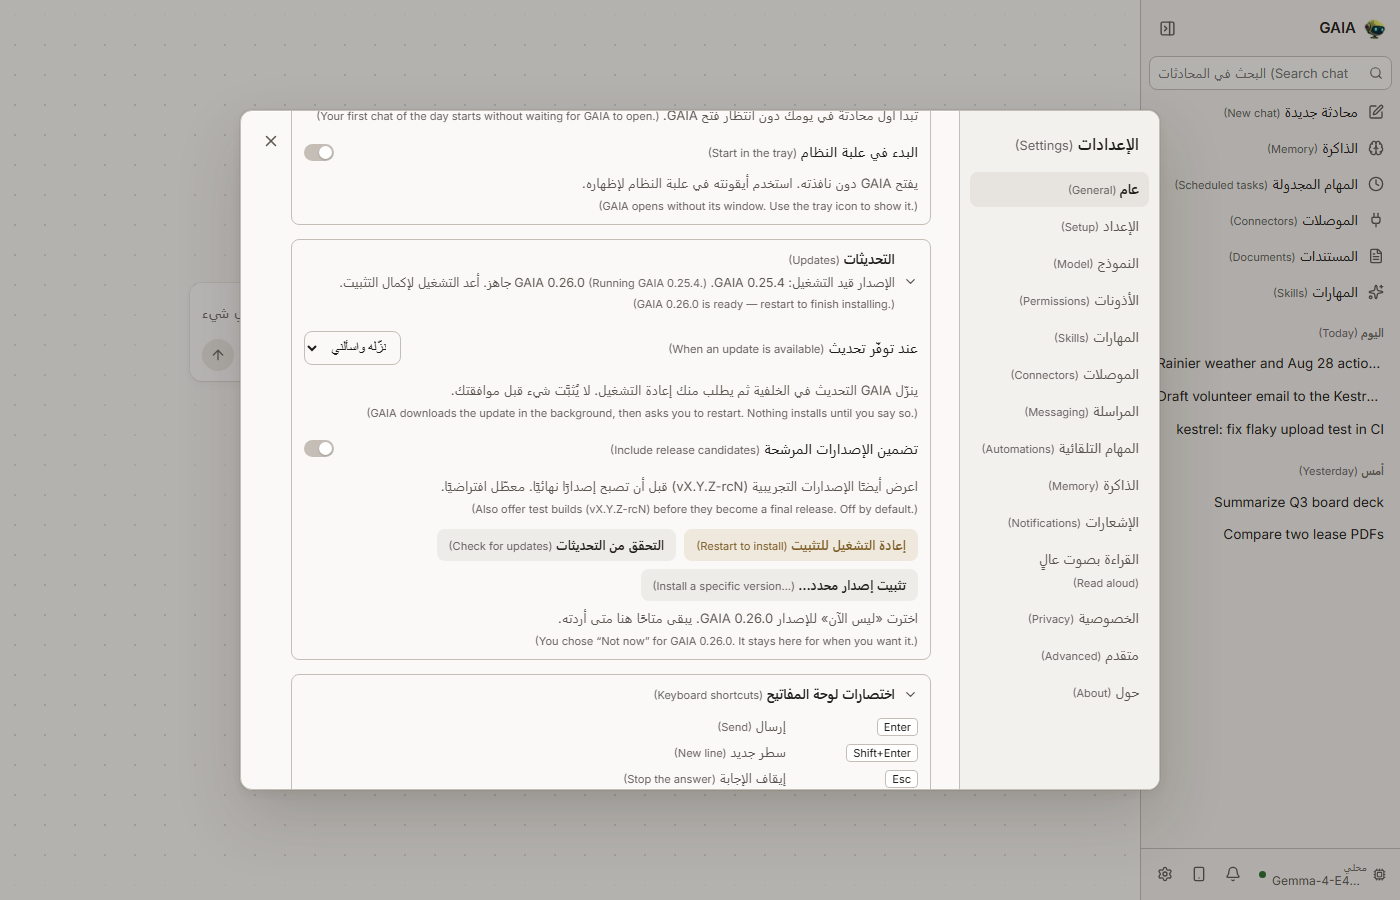 GAIA
البحث في المحادثات (Search chat
محادثة جديدة (New chat)
الذاكرة (Memory)
المهام المجدولة (Scheduled tasks)
الموصلات (Connectors)
المستندات (Documents)
المهارات (Skills)
اليوم (Today)
Rainier weather and Aug 28 actio...
Draft volunteer email to the Kestr...
kestrel: fix flaky upload test in CI
أمس (Yesterday)
Summarize Q3 board deck
Compare two lease PDFs
محلي
Gemma-4-E4...
الإعدادات (Settings)
عام (General)
الإعداد (Setup)
النموذج (Model)
الأذونات (Permissions)
المهارات (Skills)
الموصلات (Connectors)
المراسلة (Messaging)
المهام التلقائية (Automations)
الذاكرة (Memory)
الإشعارات (Notifications)
القراءة بصوت عالٍ
(Read aloud)
الخصوصية (Privacy)
متقدم (Advanced)
حول (About)
تبدأ أول محادثة في يومك دون انتظار فتح GAIA. (Your first chat of the day starts without waiting for GAIA to open.)
البدء في علبة النظام (Start in the tray)
يفتح GAIA دون نافذته. استخدم أيقونته في علبة النظام لإظهاره.
(GAIA opens without its window. Use the tray icon to show it.)
التحديثات (Updates)
الإصدار قيد التشغيل: GAIA 0.25.4. (Running GAIA 0.25.4.) GAIA 0.26.0 جاهز. أعد التشغيل لإكمال التثبيت.
(GAIA 0.26.0 is ready — restart to finish installing.)
عند توفّر تحديث (When an update is available)
نزّله واسألني
ينزّل GAIA التحديث في الخلفية ثم يطلب منك إعادة التشغيل. لا يُثبَّت شيء قبل موافقتك.
(GAIA downloads the update in the background, then asks you to restart. Nothing installs until you say so.)
تضمين الإصدارات المرشحة (Include release candidates)
اعرض أيضًا الإصدارات التجريبية (vX.Y.Z-rcN) قبل أن تصبح إصدارًا نهائيًا. معطّل افتراضيًا.
(Also offer test builds (vX.Y.Z-rcN) before they become a final release. Off by default.)
إعادة التشغيل للتثبيت (Restart to install)
التحقق من التحديثات (Check for updates)
تثبيت إصدار محدد... (Install a specific version...)
اخترت «ليس الآن» للإصدار GAIA 0.26.0. يبقى متاحًا هنا متى أردته.
(You chose “Not now” for GAIA 0.26.0. It stays here for when you want it.)
اختصارات لوحة المفاتيح (Keyboard shortcuts)
Enter
إرسال (Send)
Shift+Enter
سطر جديد (New line)
Esc
إيقاف الإجابة (Stop the answer)
شيء